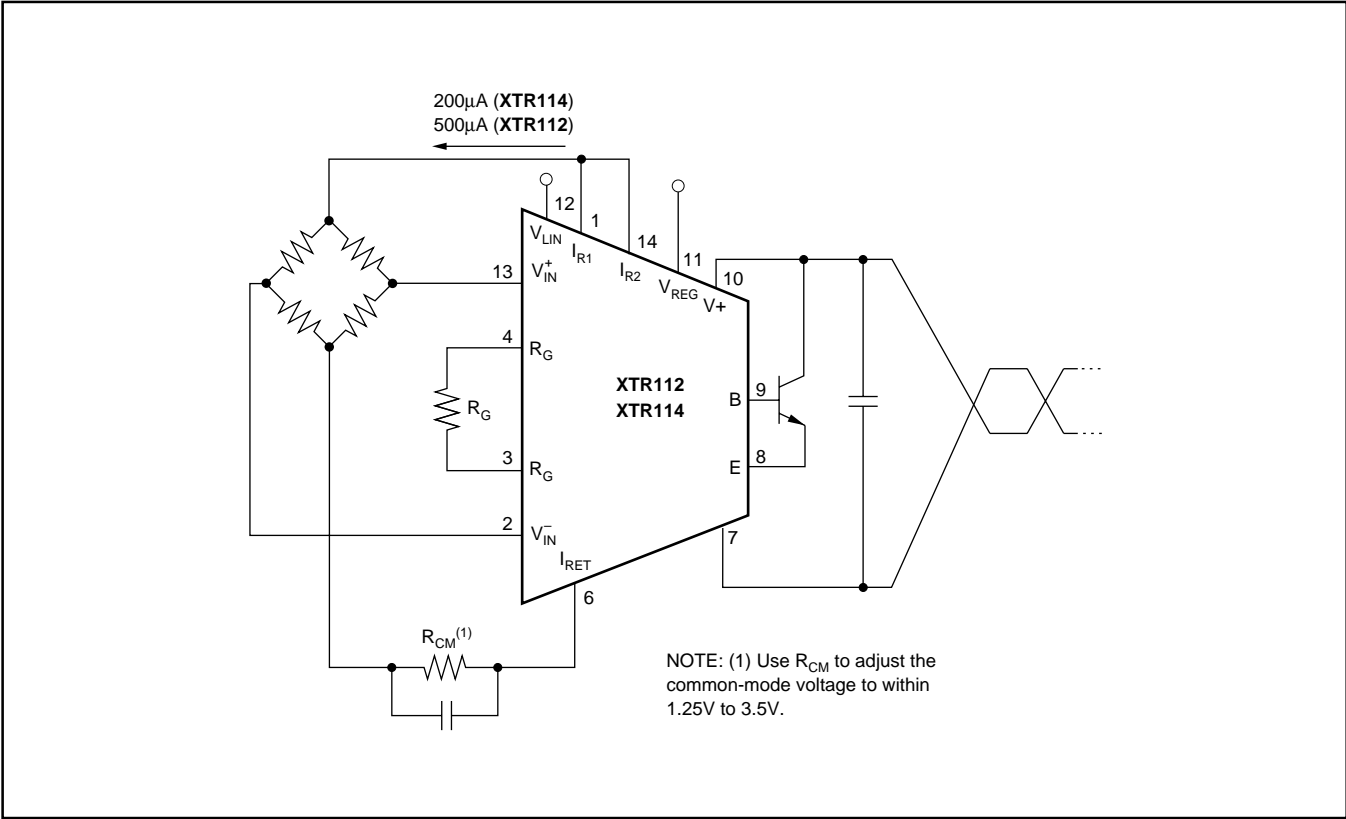 200µA (XTR114)
500µA (XTR112)
12
1
14
11
10
V_LIN
I_R1
I_R2
V_REG
V+
13
V_IN^+
4
R_G
R_G
XTR112
XTR114
B
9
3
R_G
E
8
2
V_IN^–
I_RET
7
6
R_CM^(1)
NOTE: (1) Use R_CM to adjust the
common-mode voltage to within
1.25V to 3.5V.